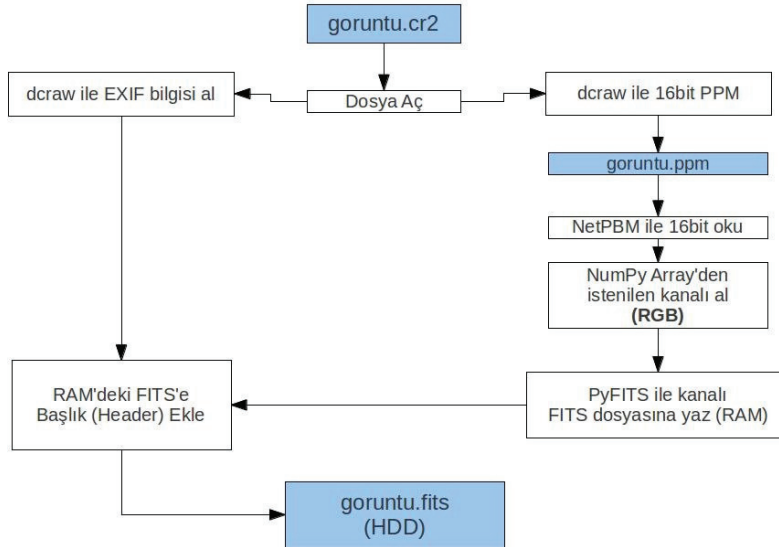 goruntu.cr2
dcraw ile EXIF bilgisi al
Dosya Aç
dcraw ile 16bit PPM
goruntu.ppm
NetPBM ile 16bit oku
NumPy Array'den
istenilen kanalı al
(RGB)
RAM'deki FITS'e
Başlık (Header) Ekle
PyFITS ile kanalı
FITS dosyasına yaz (RAM)
goruntu.fits
(HDD)